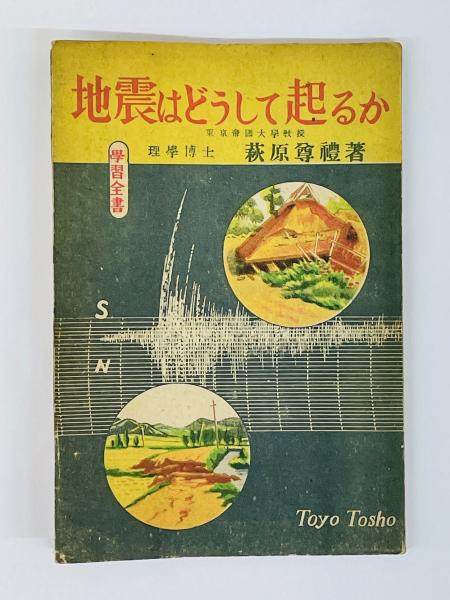 地震はどうして起るか
東京帝國大學敎授
理學博士 萩原尊禮著
學習全書
S
N
Toyo Tosho